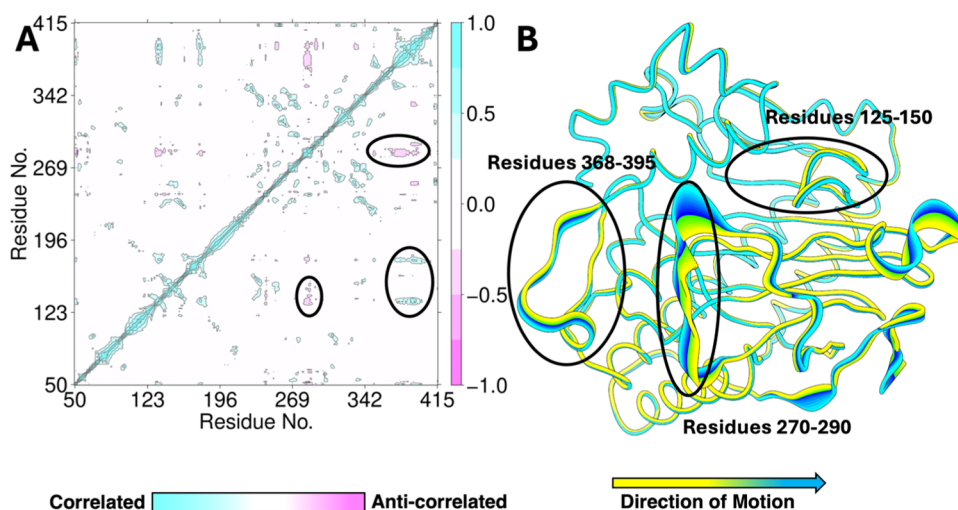 A
415
342
269
196
123
50
Residue No.
50 123 196 269 342 415
Residue No.
1.0
0.5
0.0
−0.5
−1.0
Correlated Anti-correlated
B
Residues 125-150
Residues 368-395
Residues 270-290
Direction of Motion